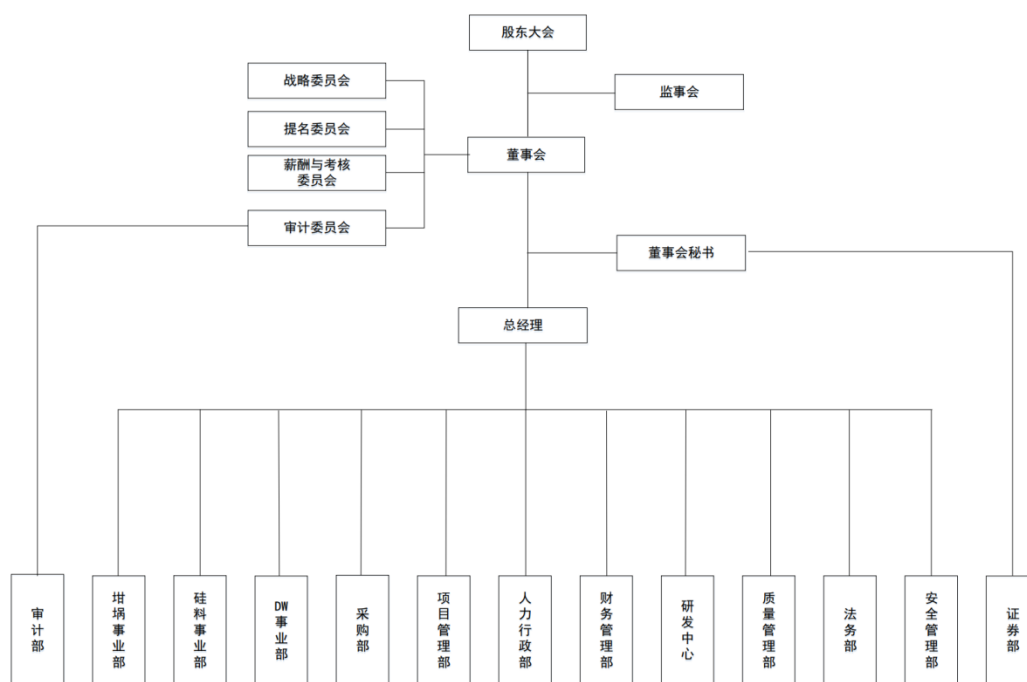 股东大会
战略委员会
监事会
提名委员会
董事会
薪酬与考核
委员会
审计委员会
董事会秘书
总经理
审计部
坩埚事业部
硅料事业部
DW
事业部
采购部
项目管理部
人力行政部
财务管理部
研发中心
质量管理部
法务部
安全管理部
证券部